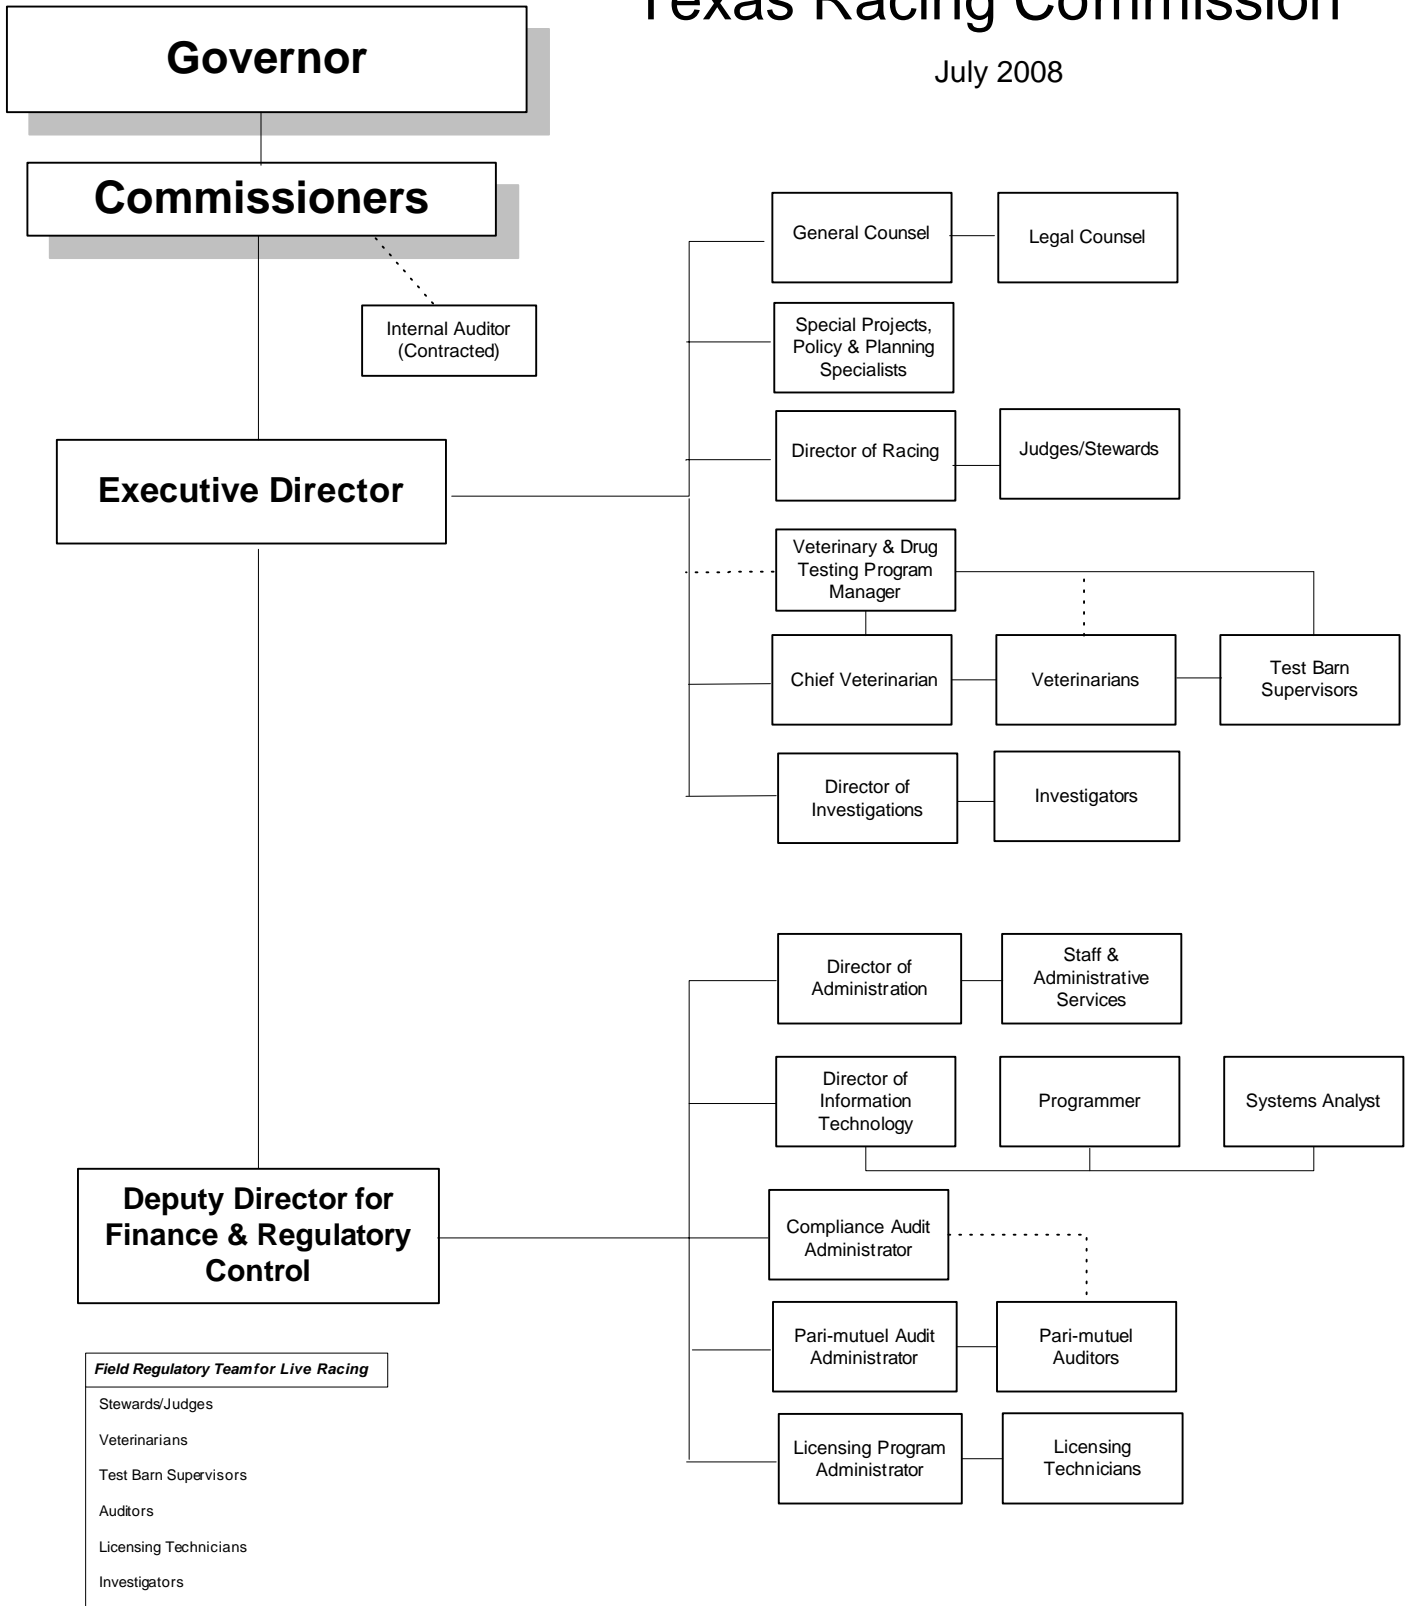 Texas Racing Commission
July 2008
Governor
Commissioners
Internal Auditor
(Contracted)
Executive Director
General Counsel
Legal Counsel
Special Projects,
Policy & Planning
Specialists
Director of Racing
Judges/Stewards
Veterinary & Drug
Testing Program
Manager
Chief Veterinarian
Veterinarians
Test Barn
Supervisors
Director of
Investigations
Investigators
Director of
Administration
Staff &
Administrative
Services
Director of
Information
Technology
Programmer
Systems Analyst
Deputy Director for
Finance & Regulatory
Control
Compliance Audit
Administrator
Pari-mutuel Audit
Administrator
Pari-mutuel
Auditors
Licensing Program
Administrator
Licensing
Technicians
Field Regulatory Team for Live Racing
Stewards/Judges
Veterinarians
Test Barn Supervisors
Auditors
Licensing Technicians
Investigators